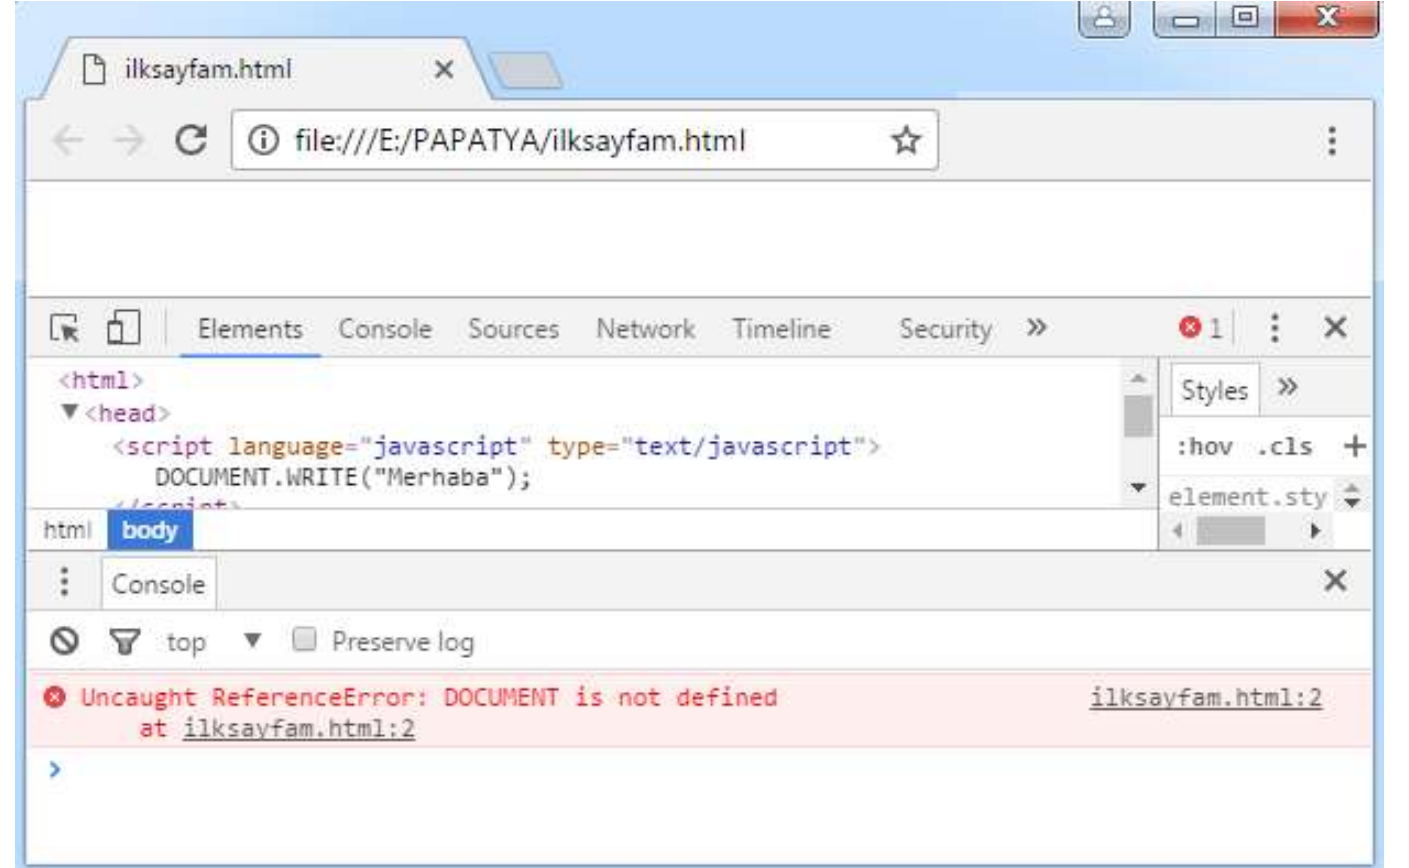 ilksayfam.html
file:///E:/PAPATYA/ilksayfam.html
Elements Console Sources Network Timeline Security » 1
<html>
▼<head>
<script language="javascript" type="text/javascript">
DOCUMENT.WRITE("Merhaba");
</script>
Styles »
:hov .cls +
element.sty
html body
Console
top ▼ Preserve log
Uncaught ReferenceError: DOCUMENT is not defined ilksayfam.html:2
at ilksayfam.html:2
>